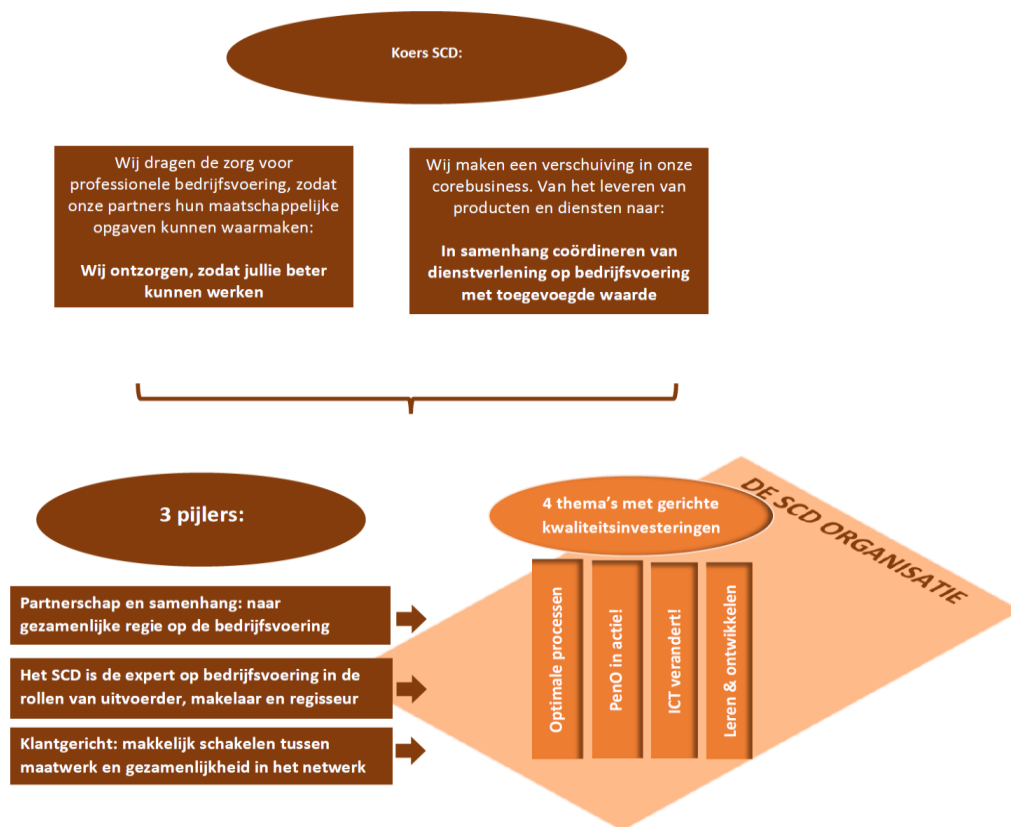 Koers SCD:
Wij dragen de zorg voor
professionele bedrijfsvoering, zodat
onze partners hun maatschappelijke
opgaven kunnen waarmaken:
Wij ontzorgen, zodat jullie beter
kunnen werken
Wij maken een verschuiving in onze
corebusiness. Van het leveren van
producten en diensten naar:
In samenhang coördineren van
dienstverlening op bedrijfsvoering
met toegevoegde waarde
3 pijlers:
Partnerschap en samenhang: naar
gezamenlijke regie op de bedrijfsvoering
Het SCD is de expert op bedrijfsvoering in de
rollen van uitvoerder, makelaar en regisseur
Klantgericht: makkelijk schakelen tussen
maatwerk en gezamenlijkheid in het netwerk
4 thema's met gerichte
kwaliteitsinvesteringen
DE SCD ORGANISATIE
Optimale processen
PenO in actie!
ICT verandert!
Leren & ontwikkelen